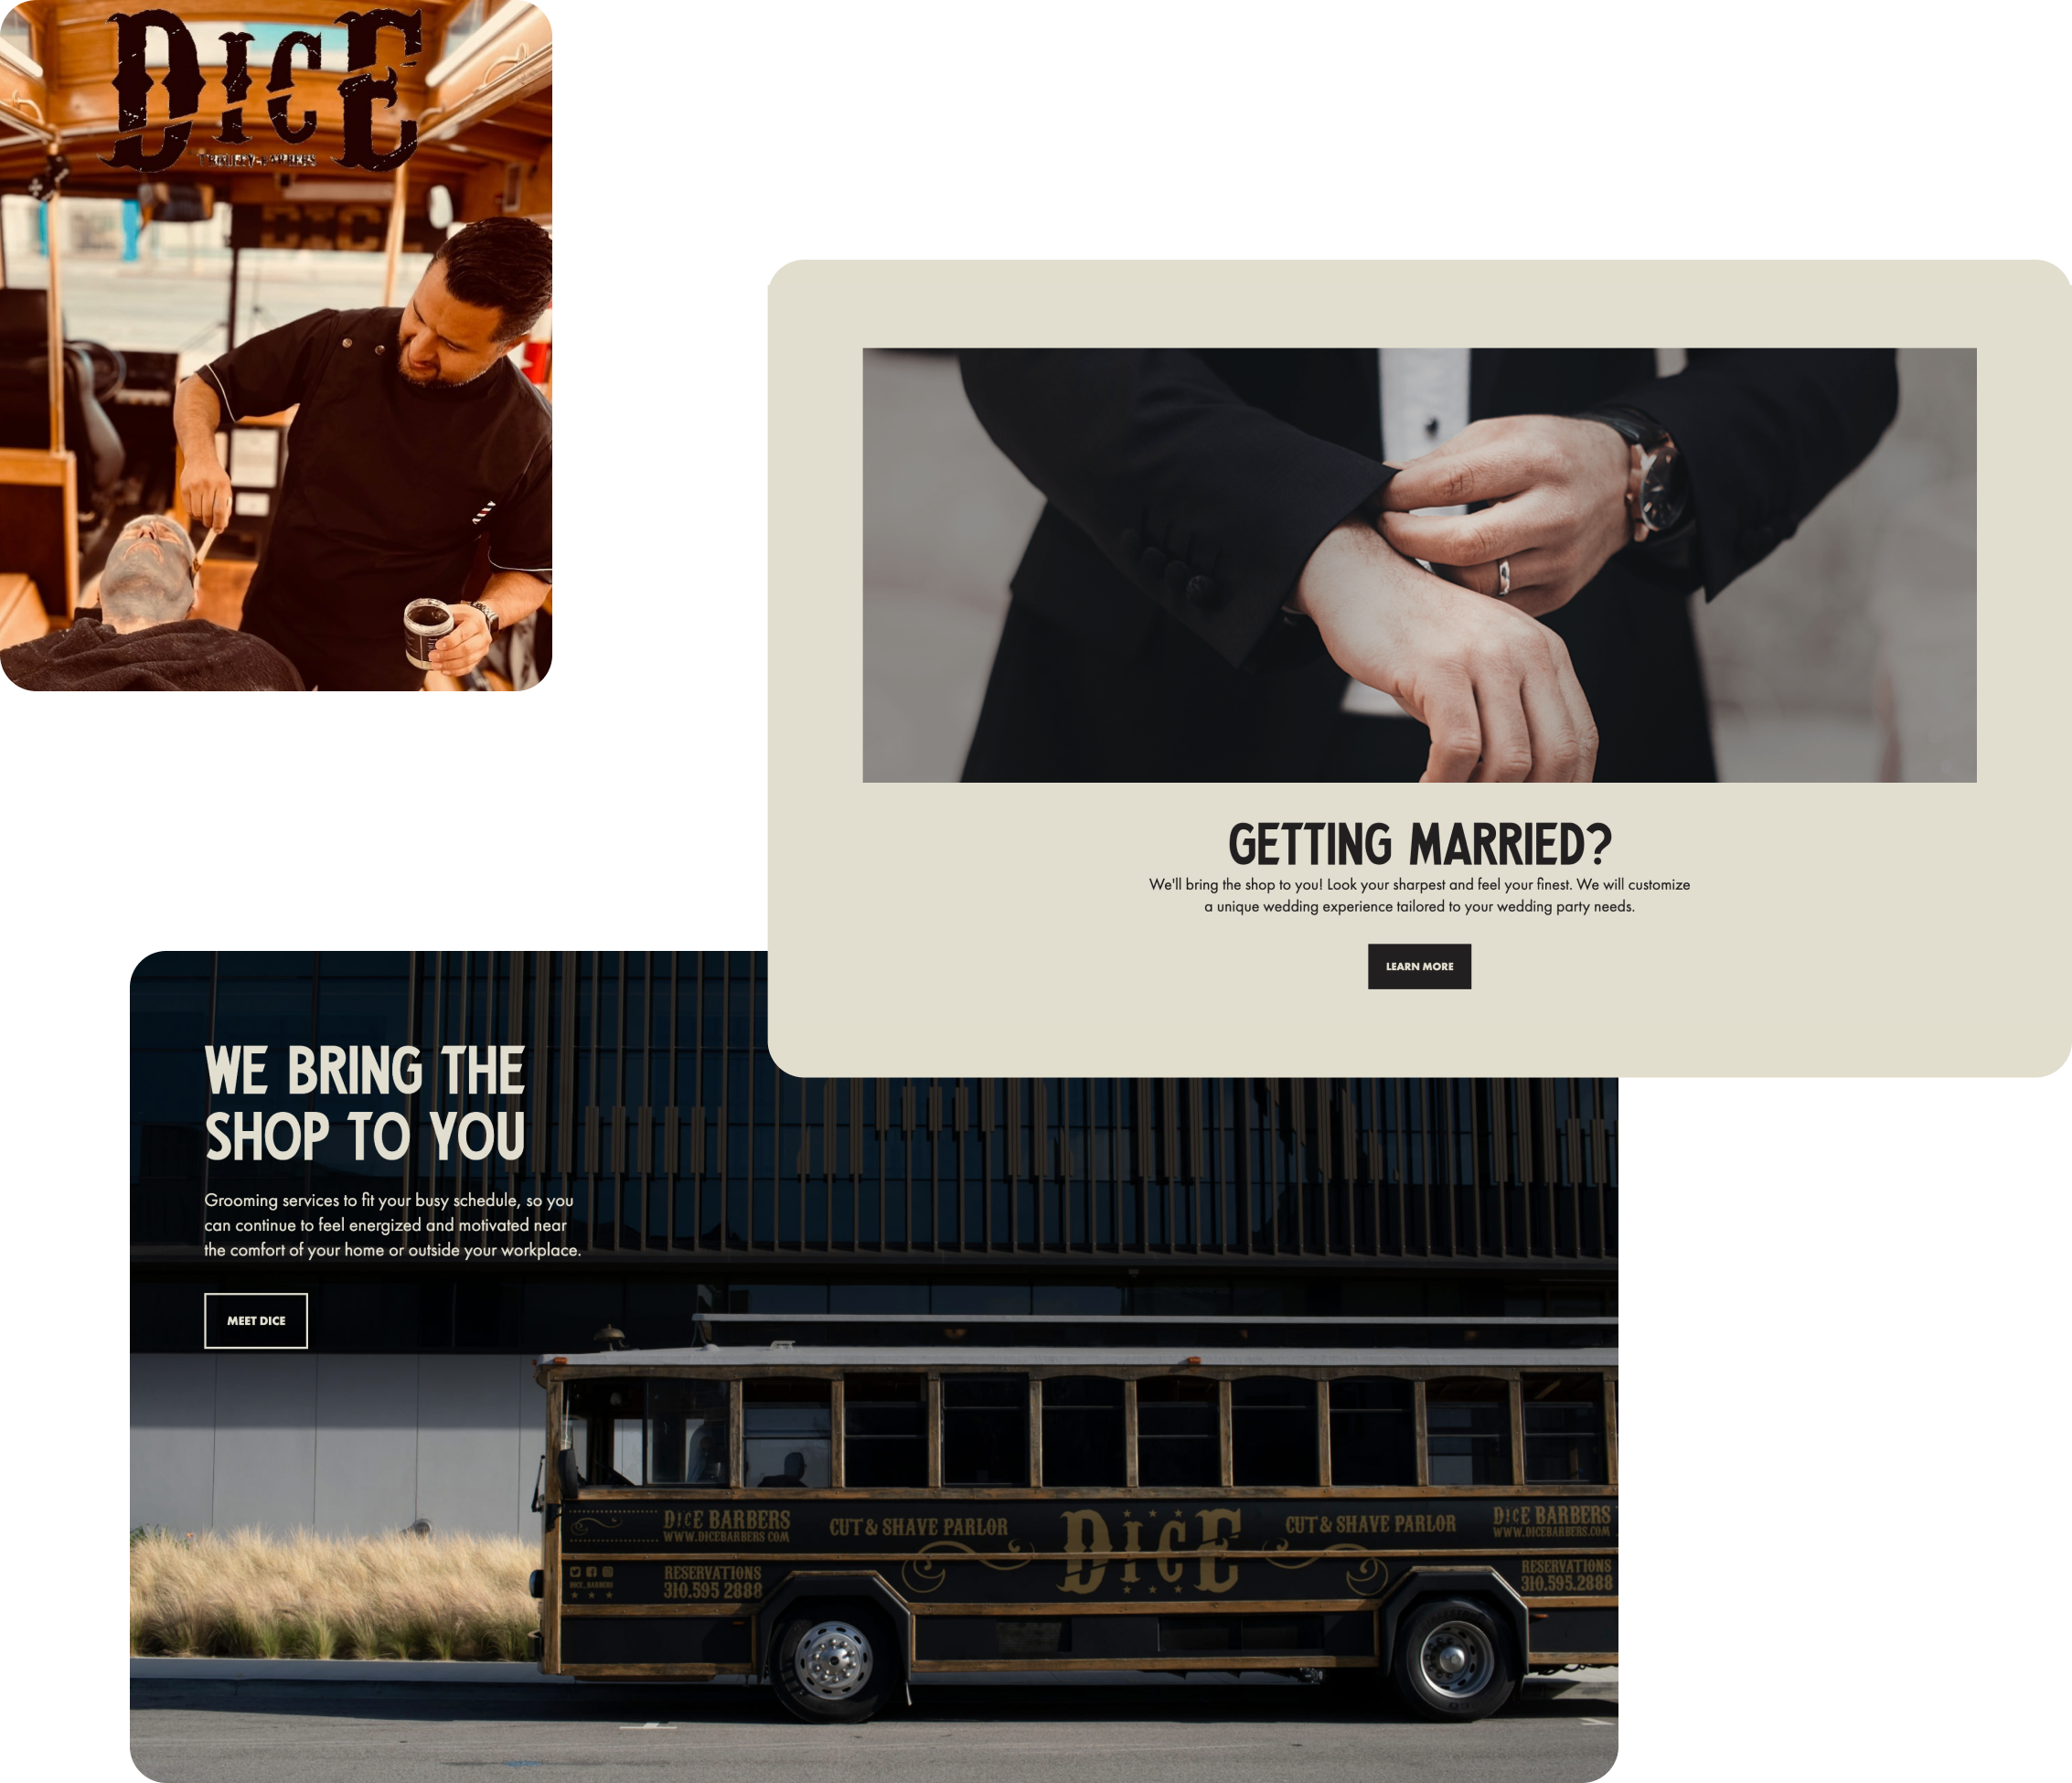 DICE
GETTING MARRIED?
We'll bring the shop to you! Look your sharpest and feel your finest. We will customize
a unique wedding experience tailored to your wedding party needs.
LEARN MORE
WE BRING THE
SHOP TO YOU
Grooming services to fit your busy schedule, so you
can continue to feel energized and motivated near
the comfort of your home or outside your workplace.
MEET DICE
DICE BARBERS
WWW.DICEBARBERS.COM
RESERVATIONS
310.595 2888
DICE_BARBERS
CUT & SHAVE PARLOR
DICE
CUT & SHAVE PARLOR
DICE BARBERS
WWW.DICEBARBERS.COM
RESERVATIONS
310.595.2888